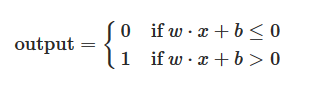 output = { 0 if w · x + b ≤ 0
1 if w · x + b > 0